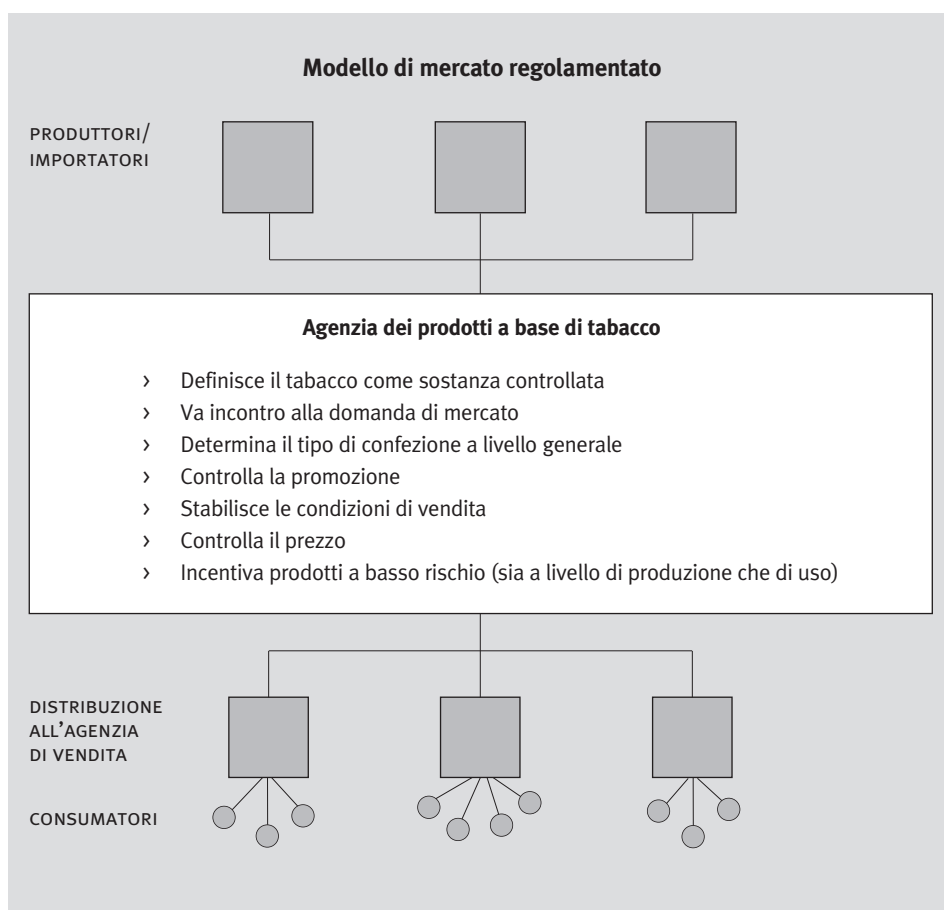 Modello di mercato regolamentato
PRODUTTORI/
IMPORTATORI
Agenzia dei prodotti a base di tabacco
› Definisce il tabacco come sostanza controllata
› Va incontro alla domanda di mercato
› Determina il tipo di confezione a livello generale
› Controlla la promozione
› Stabilisce le condizioni di vendita
› Controlla il prezzo
› Incentiva prodotti a basso rischio (sia a livello di produzione che di uso)
DISTRIBUZIONE
ALL’AGENZIA
DI VENDITA
CONSUMATORI